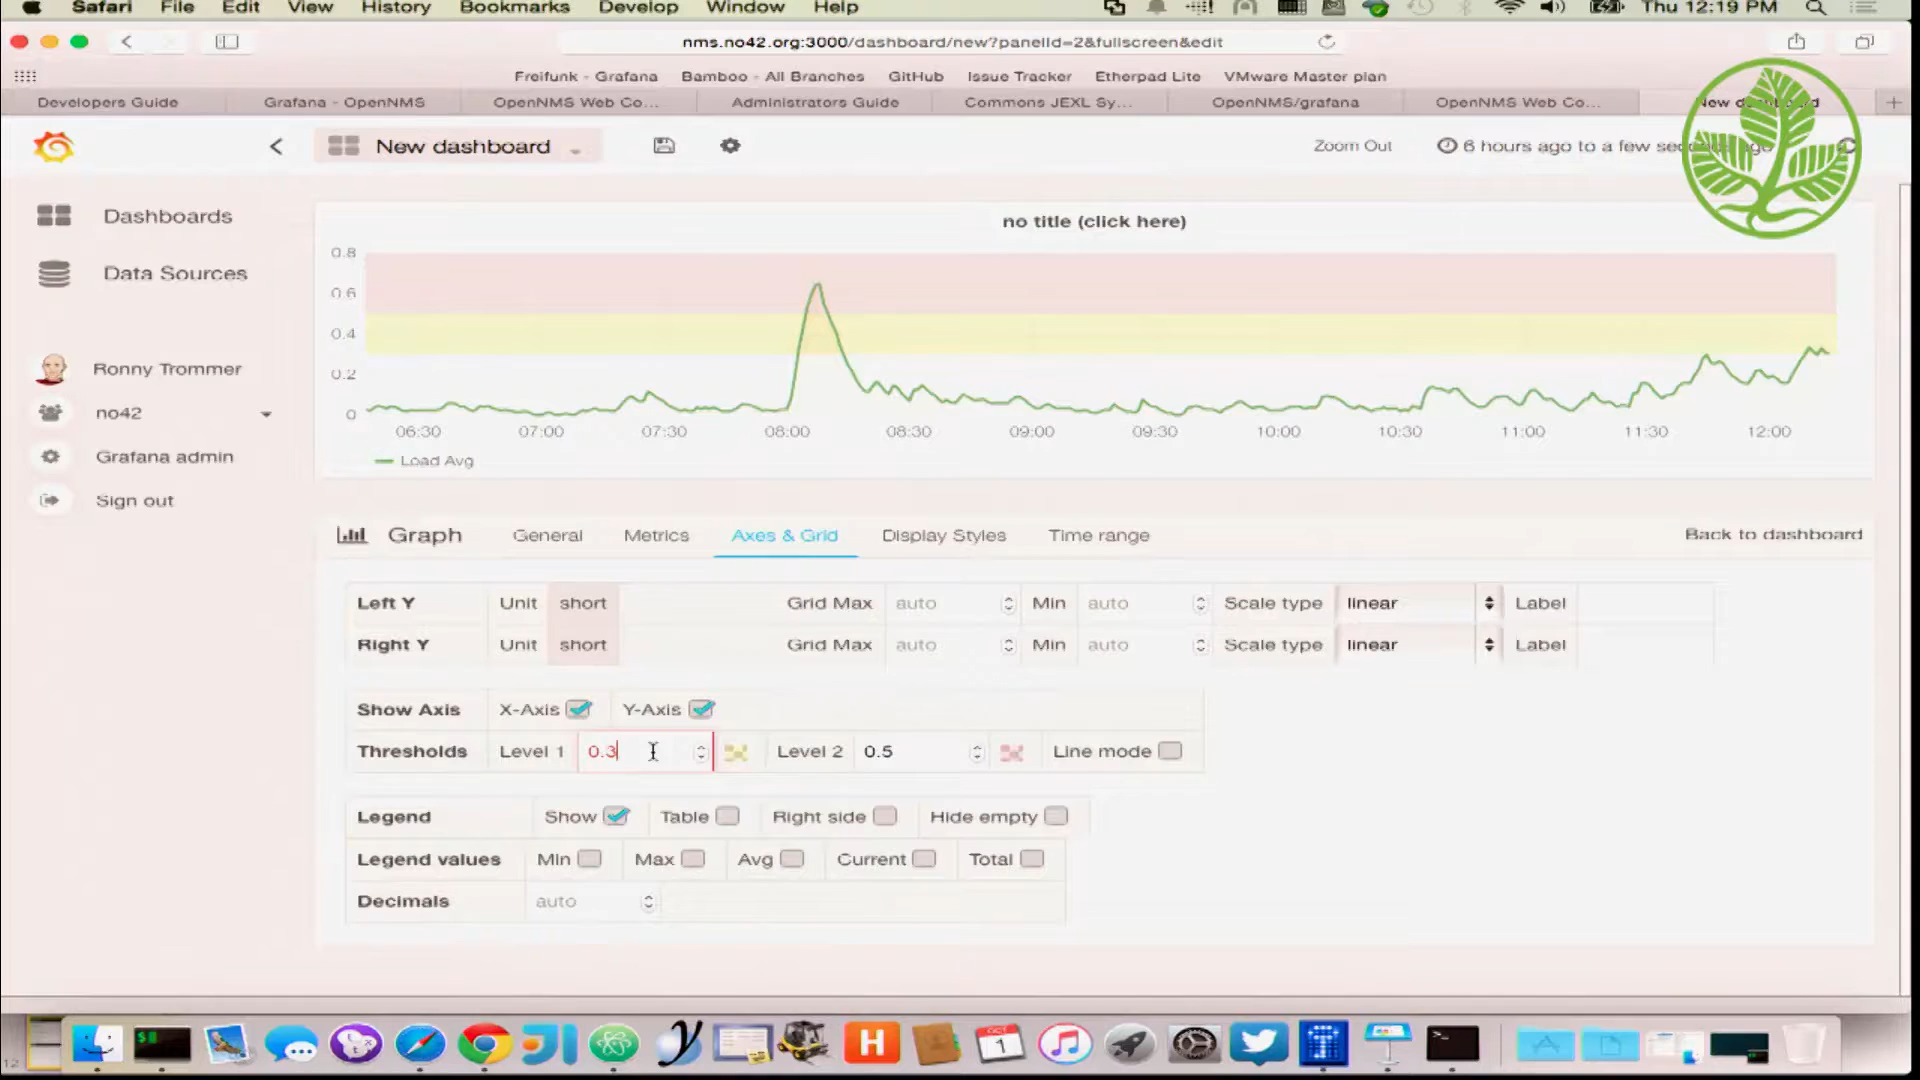 Safari File Edit View History Bookmarks Develop Window Help Thu 12:19 PM
nms.no42.org:3000/dashboard/new?panelId=2&fullscreen&edit
Freifunk - Grafana Bamboo - All Branches GitHub Issue Tracker Etherpad Lite VMware Master plan
Developers Guide Grafana - OpenNMS OpenNMS Web Co... Administrators Guide Commons JEXL Sy... OpenNMS/grafana OpenNMS Web Co... New dashboard
New dashboard Zoom Out 6 hours ago to a few seconds ago
Dashboards
Data Sources
Ronny Trommer
no42
Grafana admin
Sign out
no title (click here)
0.8
0.6
0.4
0.2
0
06:30 07:00 07:30 08:00 08:30 09:00 09:30 10:00 10:30 11:00 11:30 12:00
Load Avg
Graph General Metrics Axes & Grid Display Styles Time range Back to dashboard
Left Y Unit short Grid Max auto Min auto Scale type linear Label
Right Y Unit short Grid Max auto Min auto Scale type linear Label
Show Axis X-Axis Y-Axis
Thresholds Level 1 0.3 Level 2 0.5 Line mode
Legend Show Table Right side Hide empty
Legend values Min Max Avg Current Total
Decimals auto
12
OCT
1
H